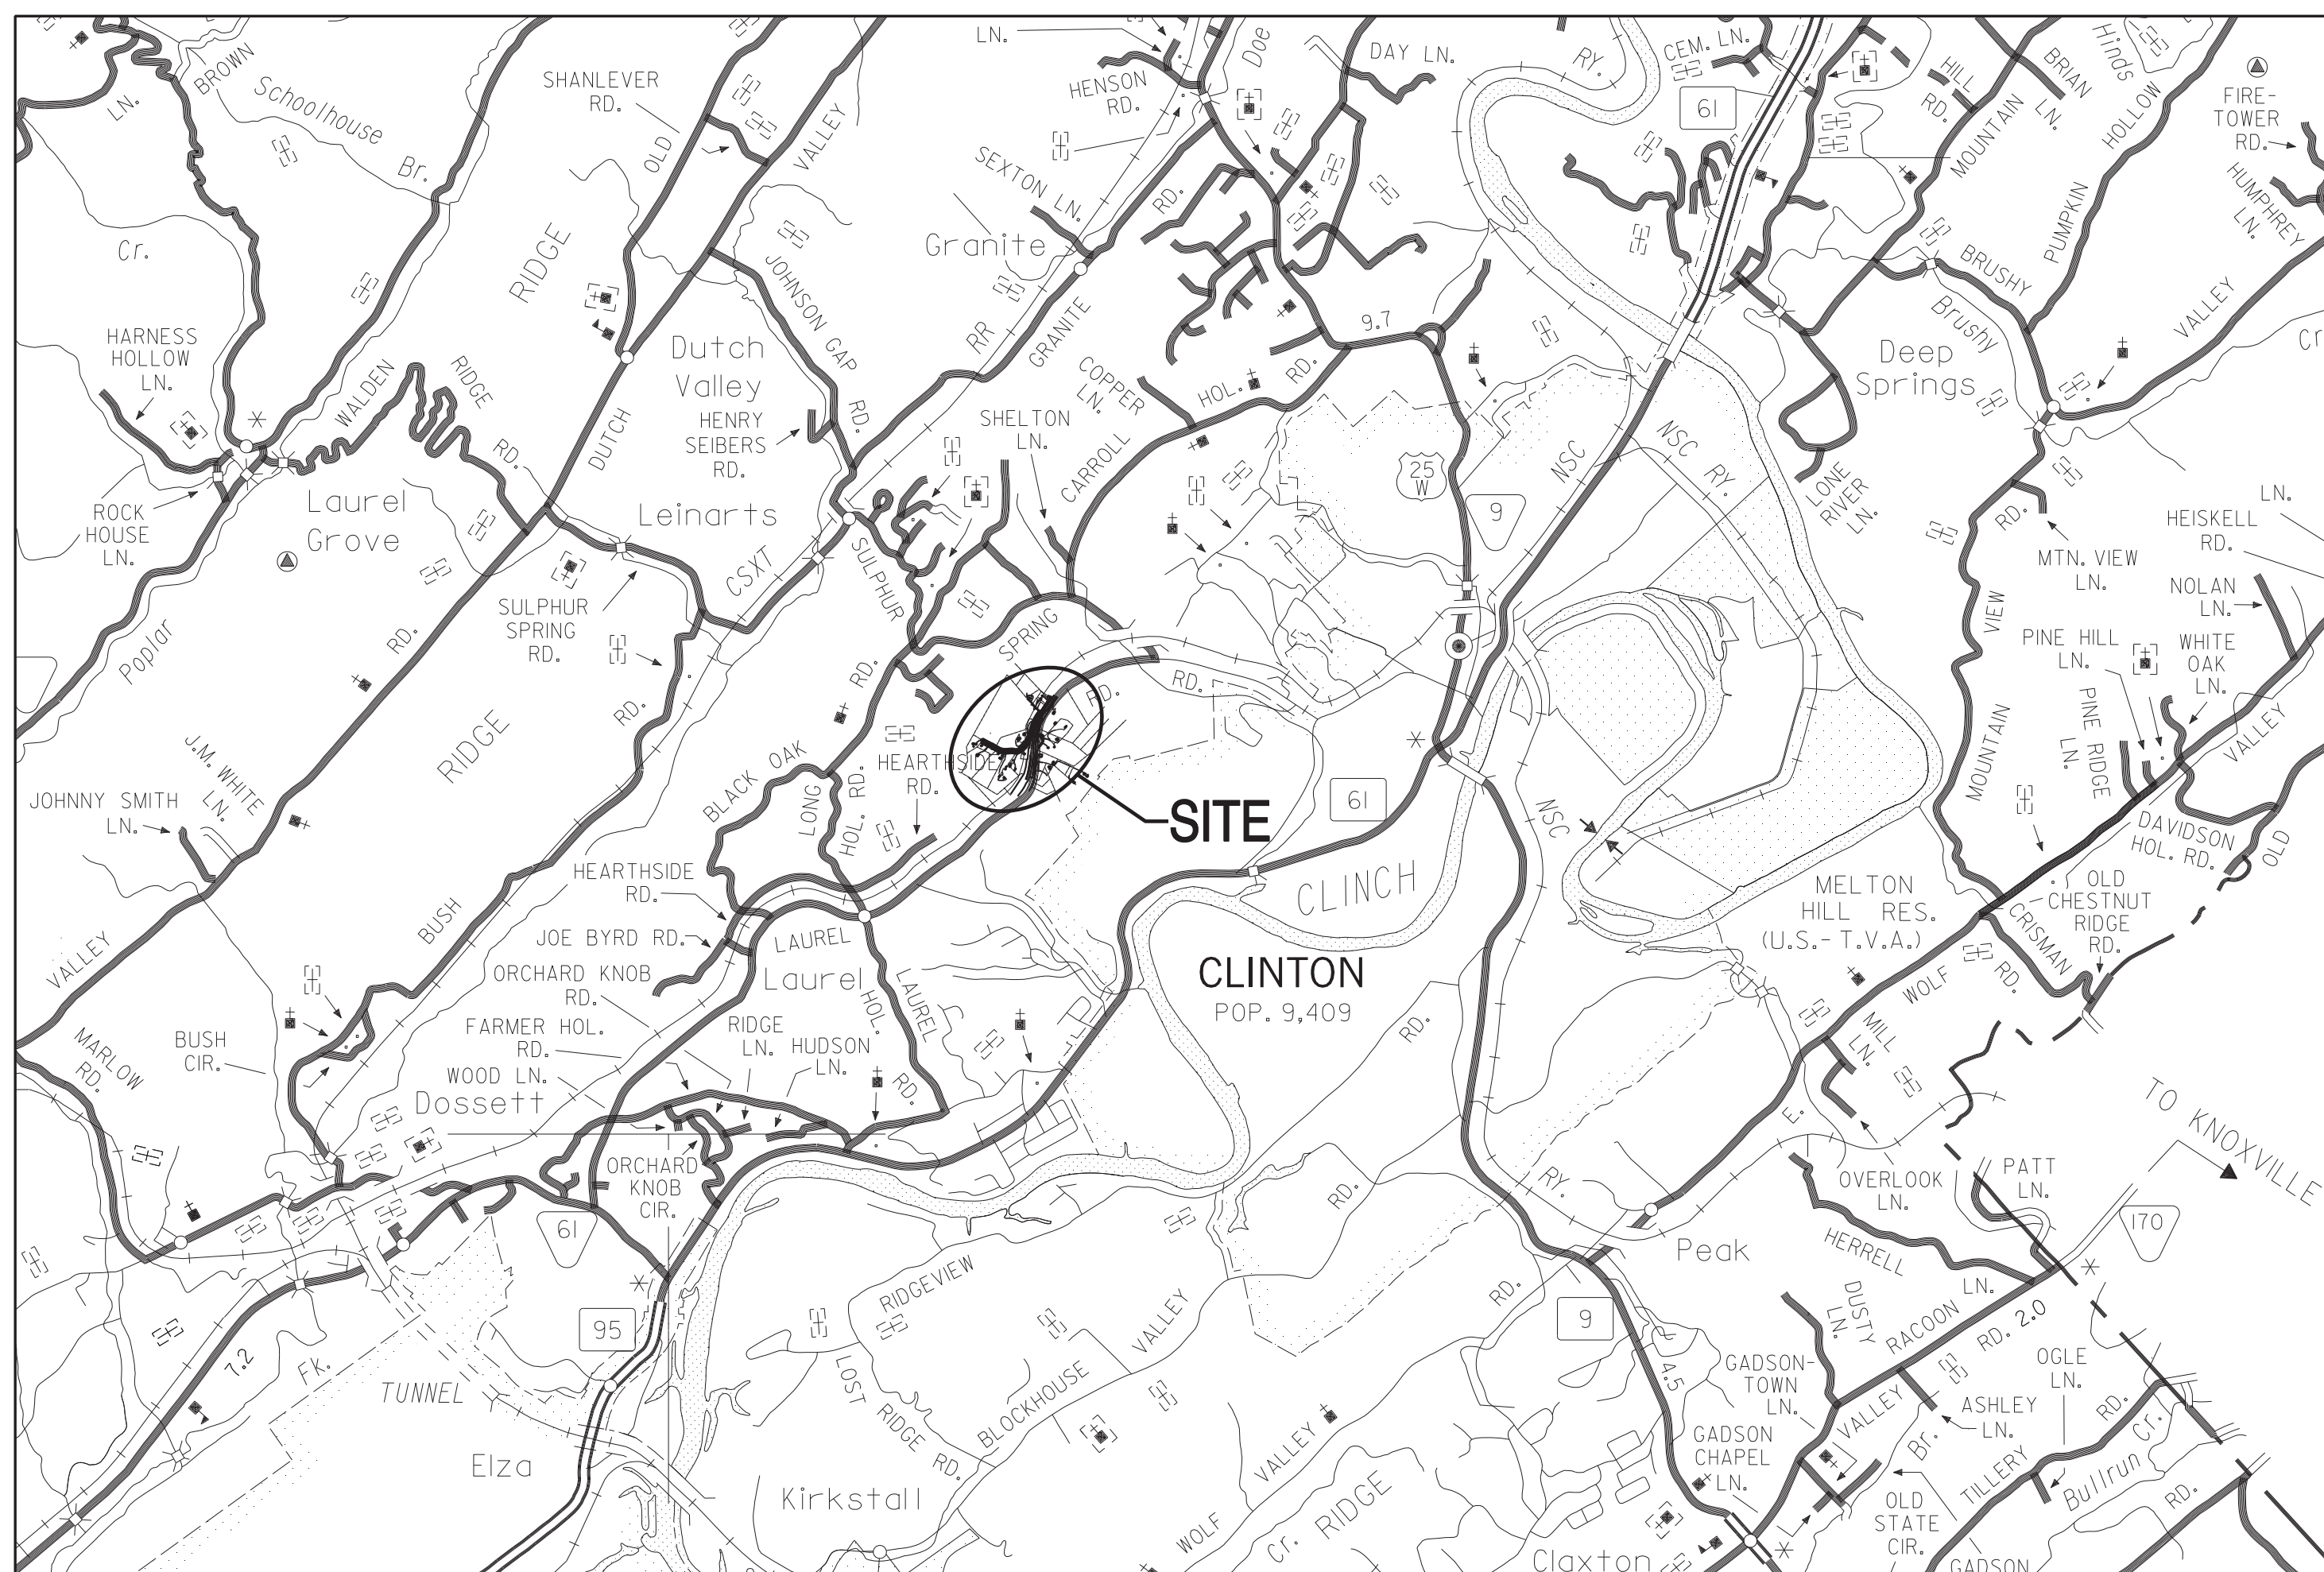 LN.
BROWN
Schoolhouse
Br.
SHANLEVER
RD.
OLD
VALLEY
RIDGE
LN.
HENSON
RD.
Doe
DAY LN.
SEXTON LN.
Granite
RD.
RY.
CEM. LN.
61
HILL
RD.
BRIAN
LN.
Hinds
MOUNTAIN
HOLLOW
PUMPKIN
FIRE-
TOWER
RD.
HUMPHREY
LN.
Cr.
HARNESS
HOLLOW
LN.
WALDEN
RIDGE
RD.
JOHNSON GAP
RD.
Dutch
Valley
HENRY
SEIBERS
RD.
DUTCH
RR
GRANITE
COPPER
LN.
HOL.
RD.
9.7
BRUSHY
Brushy
VALLEY
Cr
Deep
Springs
ROCK
HOUSE
LN.
Laurel
Grove
Leinarts
SHELTON
LN.
CARROLL
25
W
9
NSC
NSC RY.
LONE
RIVER
LN.
RD.
MTN. VIEW
LN.
LN.
HEISKELL
RD.
NOLAN
LN.
Poplar
SULPHUR
SPRING
RD.
CSXT
SULPHUR
SPRING
RD.
RD.
VIEW
PINE HILL
LN.
WHITE
OAK
LN.
RD.
RD.
RD.
RIDGE
J.M. WHITE
LN.
JOHNNY SMITH
LN.
BLACK OAK
LONG
HOL. RD.
HEARTHSIDE
RD.
SITE
61
NSC
MOUNTAIN
PINE RIDGE
LN.
VALLEY
DAVIDSON
HOL. RD.
OLD
HEARTHSIDE
RD.
CLINCH
MELTON
HILL RES.
(U.S.- T.V.A.)
OLD
CHESTNUT
RIDGE
RD.
CRISMAN
RD.
VALLEY
BUSH
JOE BYRD RD.
LAUREL
ORCHARD KNOB
RD.
Laurel
HOL.
LAUREL
RD.
CLINTON
POP. 9,409
RD.
WOLF
MARLOW
RD.
BUSH
CIR.
FARMER HOL.
RD.
WOOD LN.
Dossett
RIDGE
LN.
HUDSON
LN.
MILL
LN.
E.
TO KNOXVILLE
ORCHARD
KNOB
CIR.
61
RD.
RY.
OVERLOOK
LN.
PATT
LN.
170
HERRELL
LN.
Peak
RIDGEVIEW
VALLEY
RD.
9
DUSTY
LN.
RACOON
RD. 2.0
95
7.2
Fk.
TUNNEL
LOST
RIDGE
RD.
BLOCKHOUSE
4.5
GADSON-
TOWN
LN.
OGLE
LN.
VALLEY
ASHLEY
LN.
RD.
Elza
Kirkstall
VALLEY
WOLF
Cr.
RIDGE
GADSON
CHAPEL
LN.
Br.
TILLERY
Bullrun Cr.
RD.
OLD
STATE
CIR.
GADSON
Claxton